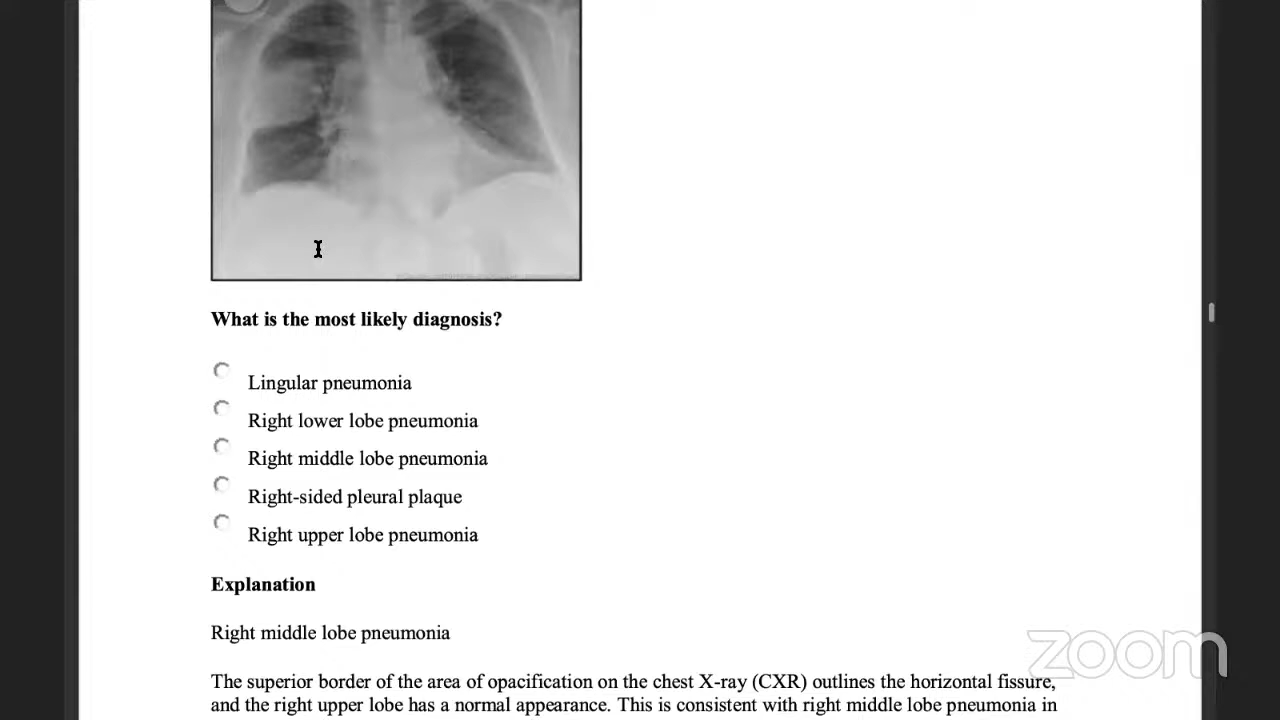 What is the most likely diagnosis?
Lingular pneumonia
Right lower lobe pneumonia
Right middle lobe pneumonia
Right-sided pleural plaque
Right upper lobe pneumonia
Explanation
Right middle lobe pneumonia
The superior border of the area of opacification on the chest X-ray (CXR) outlines the horizontal fissure,
and the right upper lobe has a normal appearance. This is consistent with right middle lobe pneumonia in
zoom